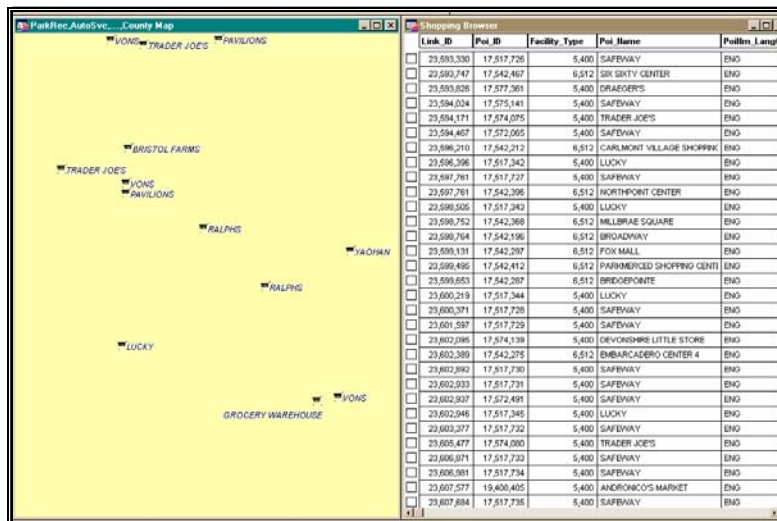 ParkRec,AutoSvc,...,County Map
VONS
TRADER JOE'S
PAVILIONS
BRISTOL FARMS
TRADER JOE'S
VONS
PAVILIONS
RALPHS
YAOHAN
RALPHS
LUCKY
VONS
GROCERY WAREHOUSE
Shopping Browser
Link_ID Poi_ID Facility_Type Poi_Name
23,593,330 17,517,726 5,400 SAFEWAY ENG
23,593,747 17,542,467 6,512 SIX SIXTY CENTER ENG
23,593,826 17,577,361 5,400 DRAEGER'S ENG
23,594,024 17,575,141 5,400 SAFEWAY ENG
23,594,171 17,574,075 5,400 TRADER JOE'S ENG
23,594,467 17,572,065 5,400 SAFEWAY ENG
23,596,210 17,542,212 6,512 CARLMONT VILLAGE SHOPPING ENG
23,596,396 17,517,342 5,400 LUCKY ENG
23,597,761 17,517,727 5,400 SAFEWAY ENG
23,597,761 17,542,396 6,512 NORTHPOINT CENTER ENG
23,598,505 17,517,343 5,400 LUCKY ENG
23,598,752 17,542,368 6,512 MILLBRAE SQUARE ENG
23,598,764 17,542,196 6,512 BROADWAY ENG
23,599,131 17,542,297 6,512 FOX MALL ENG
23,599,495 17,542,412 6,512 PARKMERCED SHOPPING CENTI ENG
23,599,653 17,542,287 6,512 BRIDGEPOINTE ENG
23,600,219 17,517,344 5,400 LUCKY ENG
23,600,371 17,517,728 5,400 SAFEWAY ENG
23,601,597 17,517,729 5,400 SAFEWAY ENG
23,602,095 17,574,139 5,400 DEVONSHIRE LITTLE STORE ENG
23,602,389 17,542,275 6,512 EMBARCADERO CENTER 4 ENG
23,602,892 17,517,730 5,400 SAFEWAY ENG
23,602,933 17,517,731 5,400 SAFEWAY ENG
23,602,937 17,572,491 5,400 SAFEWAY ENG
23,602,946 17,517,345 5,400 LUCKY ENG
23,603,377 17,517,732 5,400 SAFEWAY ENG
23,605,477 17,574,080 5,400 TRADER JOE'S ENG
23,606,871 17,517,733 5,400 SAFEWAY ENG
23,606,981 17,517,734 5,400 SAFEWAY ENG
23,607,577 19,408,405 5,400 ANDRONICO'S MARKET ENG
23,607,684 17,517,735 5,400 SAFEWAY ENG